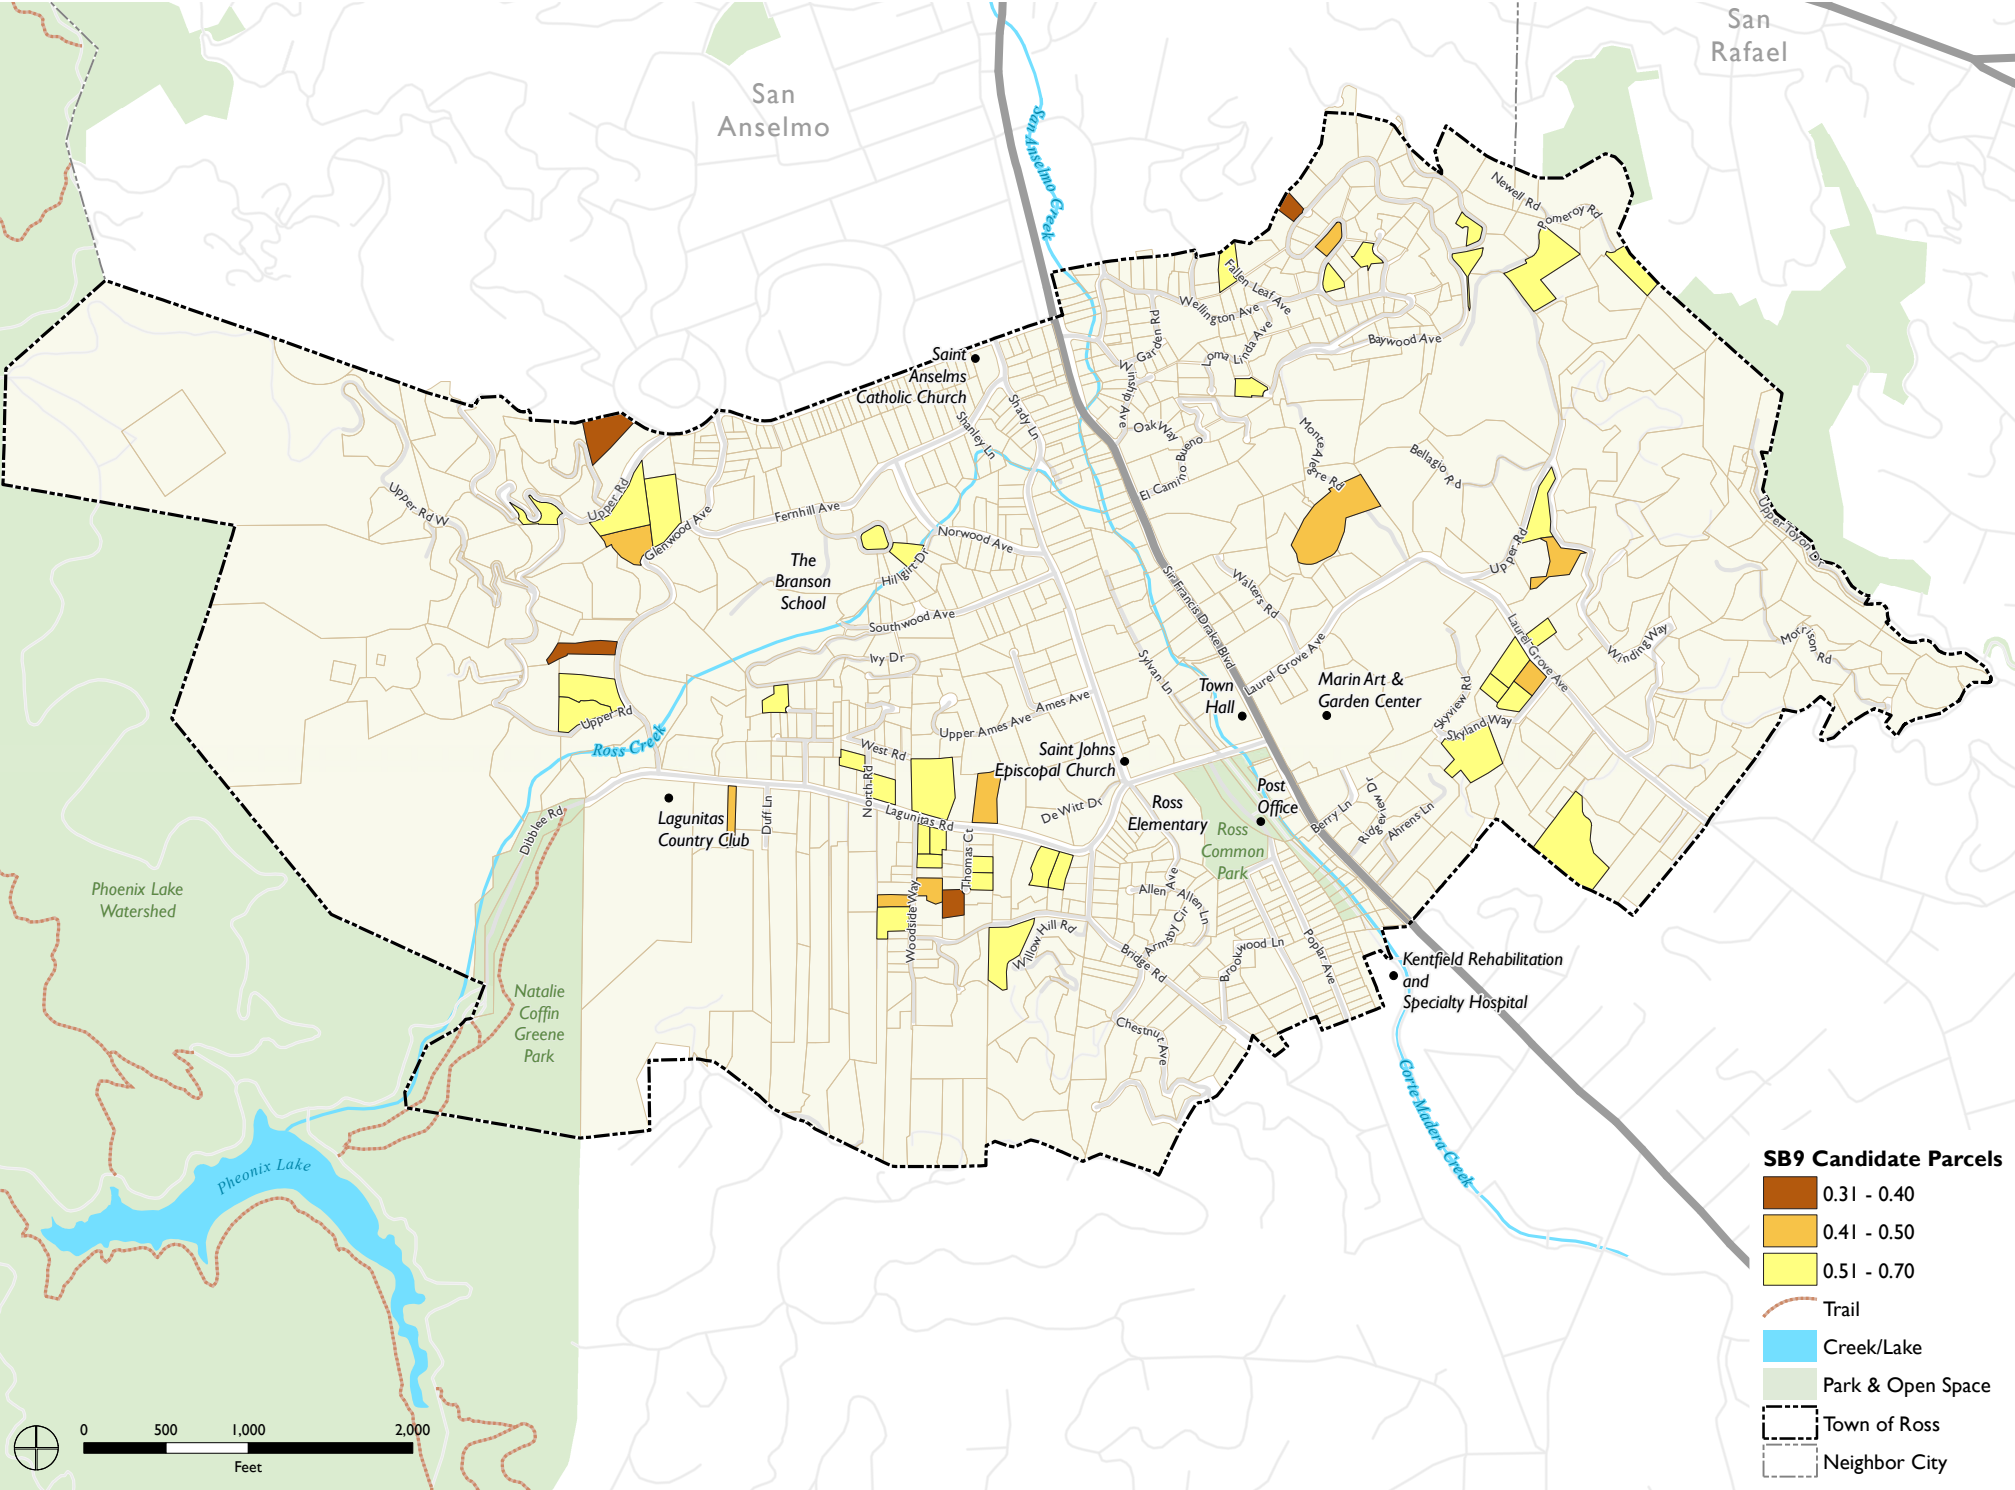 San
Rafael
San
Anselmo
San Anselmo Creek
Newell Rd
Pomeroy Rd
Fallen Leaf Ave
Wellington Ave
Garden Rd
Loma Linda Ave
Baywood Ave
Winship Ave
Saint
Anselms
Catholic Church
Shady Ln
Shanley Ln
Oak Way
El Camino Bueno
Monte Alegre Rd
Bellagio Rd
Upper Rd W
Upper Rd
Glenwood Ave
Fernhill Ave
Norwood Ave
Hillgirt Dr
The
Branson
School
Southwood Ave
Ivy Dr
Sir Francis Drake Blvd
Walters Rd
Upper Rd
Upper Toyon Dr
Laurel Grove Ave
Laurel Grove Ave
Winding Way
Morrison Rd
Sylvan Ln
Town
Hall
Marin Art &
Garden Center
Skyview Rd
Skyland Way
Upper Rd
Ross Creek
Upper Ames Ave
Ames Ave
West Rd
North Rd
Saint Johns
Episcopal Church
Post
Office
Ross
Elementary
De Witt Dr
Berry Ln
Ridgeview Dr
Ahrens Ln
Ross
Common
Park
Lagunitas
Country Club
Duff Ln
Lagunitas Rd
Thomas Ct
Dibblee Rd
Woodside Way
Allen Ave
Allen Ln
Armsby Cir
Willow Hill Rd
Bridge Rd
Brookwood Ln
Poplar Ave
Phoenix Lake
Watershed
Natalie
Coffin
Greene
Park
Kentfield Rehabilitation
and
Specialty Hospital
Chestnut Ave
Corte Madera Creek
Pheonix Lake
SB9 Candidate Parcels
0.31 - 0.40
0.41 - 0.50
0.51 - 0.70
Trail
Creek/Lake
Park & Open Space
Town of Ross
Neighbor City
0 500 1,000 2,000
Feet